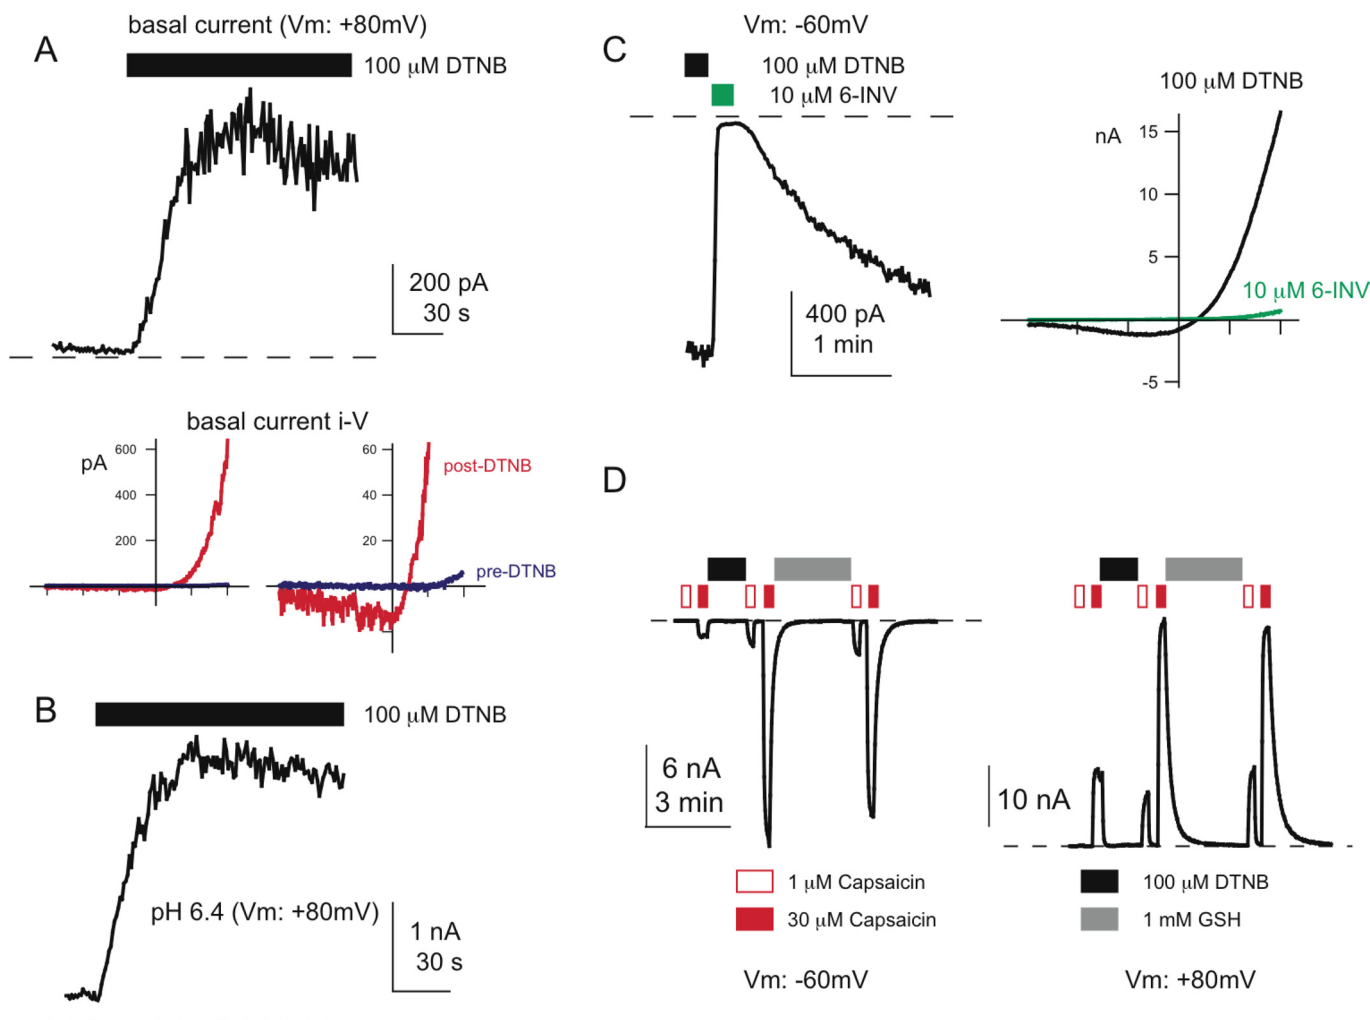 A
basal current (Vm: +80mV)
100 µM DTNB
200 pA
30 s
basal current i-V
pA
600
400
200
60
40
20
post-DTNB
pre-DTNB
B
100 µM DTNB
pH 6.4 (Vm: +80mV)
1 nA
30 s
C
Vm: -60mV
100 µM DTNB
10 µM 6-INV
400 pA
1 min
100 µM DTNB
nA
15
10
5
-5
10 µM 6-INV
D
6 nA
3 min
10 nA
1 µM Capsaicin
30 µM Capsaicin
100 µM DTNB
1 mM GSH
Vm: -60mV
Vm: +80mV